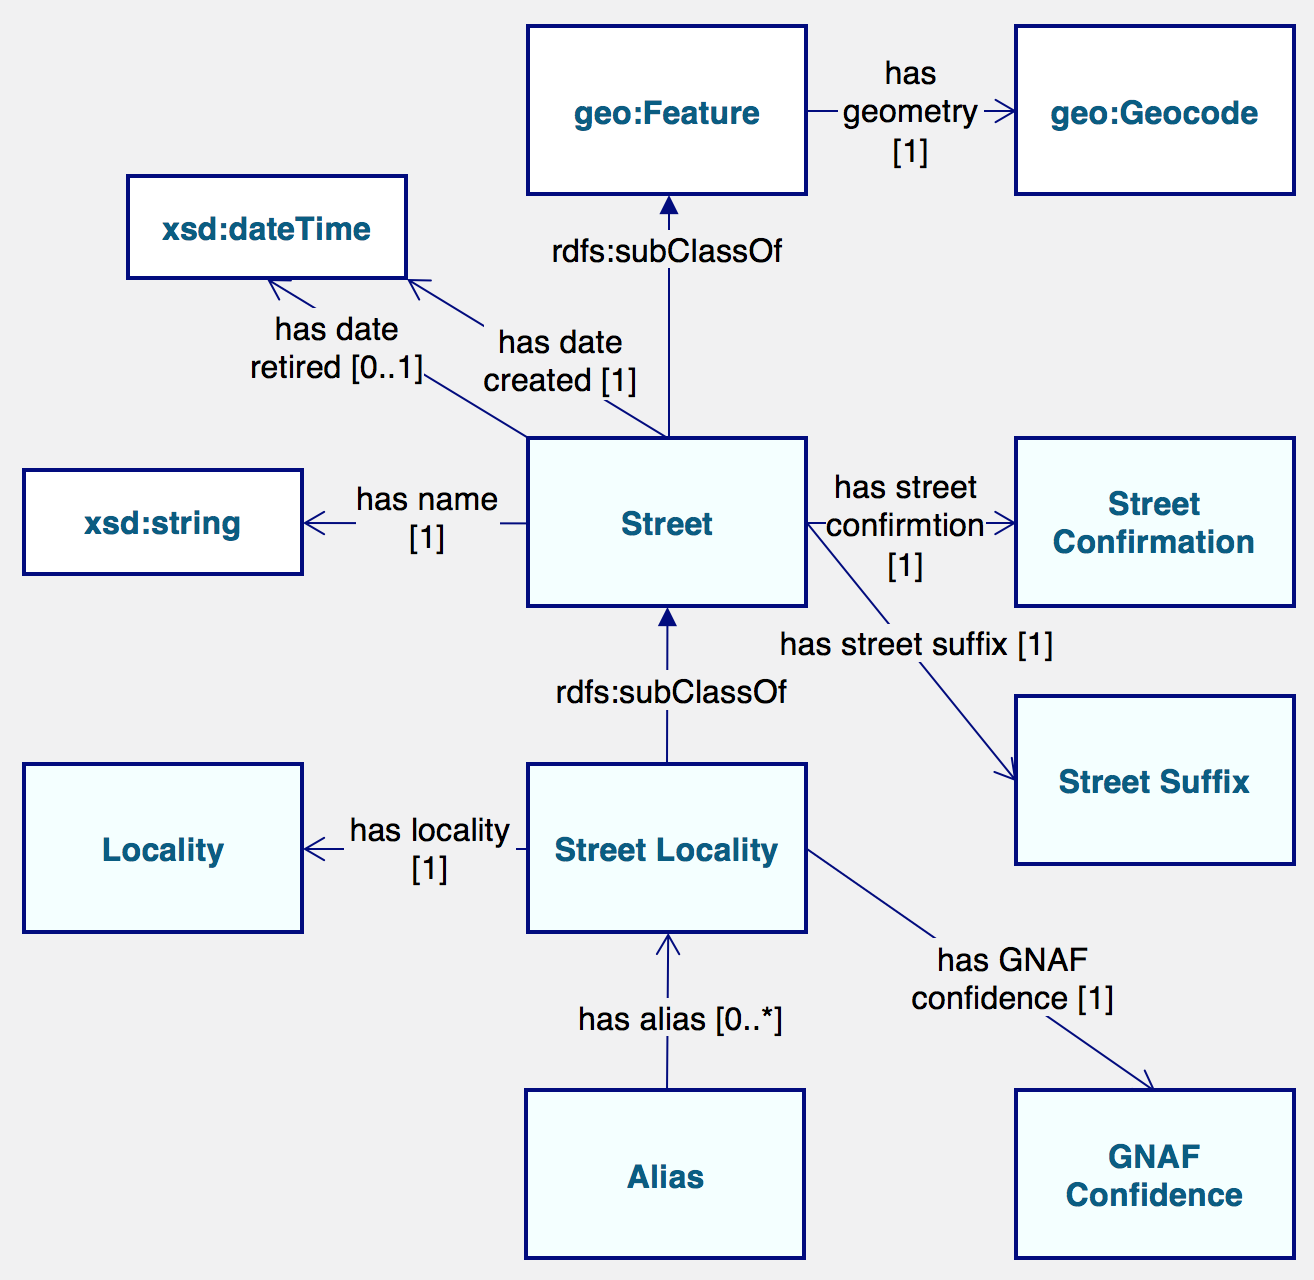 geo:Feature
has
geometry
[1]
geo:Geocode
xsd:dateTime
rdfs:subClassOf
has date
retired [0..1]
has date
created [1]
xsd:string
has name
[1]
Street
has street
confirmtion
[1]
Street
Confirmation
has street suffix [1]
rdfs:subClassOf
Street Suffix
Locality
has locality
[1]
Street Locality
has GNAF
confidence [1]
has alias [0..*]
Alias
GNAF
Confidence